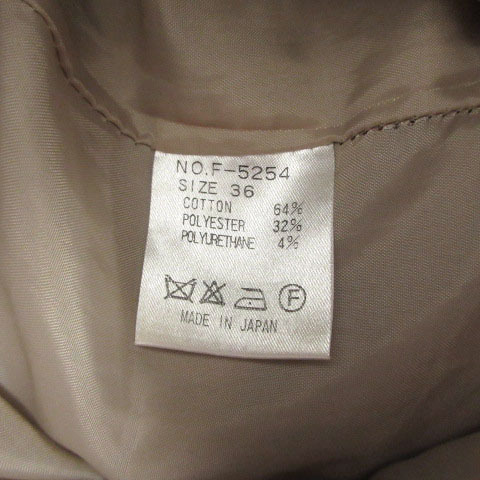 NO.F-5254
SIZE 36
COTTON 64%
POLYESTER 32%
POLYURETHANE 4%
F
MADE IN JAPAN